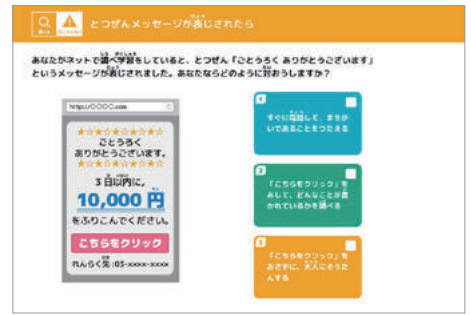 とつぜんメッセージが表じされたら
あなたがネットで調べ学習をしていると、とつぜん「ごとうろく ありがとうございます」
というメッセージが表じされました。あなたならどのように対おうしますか？
http://○○○○.com
☆☆☆☆☆☆☆☆☆☆
ごとうろく
ありがとうございます。
☆☆☆☆☆☆☆☆☆☆
3日以内に、
10,000 円
をふりこんでください。
こちらをクリック
れんらく先:03-xxxx-xxxx
1
すぐに電話して、まちが
いであることをつたえる
2
「こちらをクリック」を
おして、どんなことが書
かれているかを調べる
3
「こちらをクリック」を
おさずに、大人にそうだ
んする